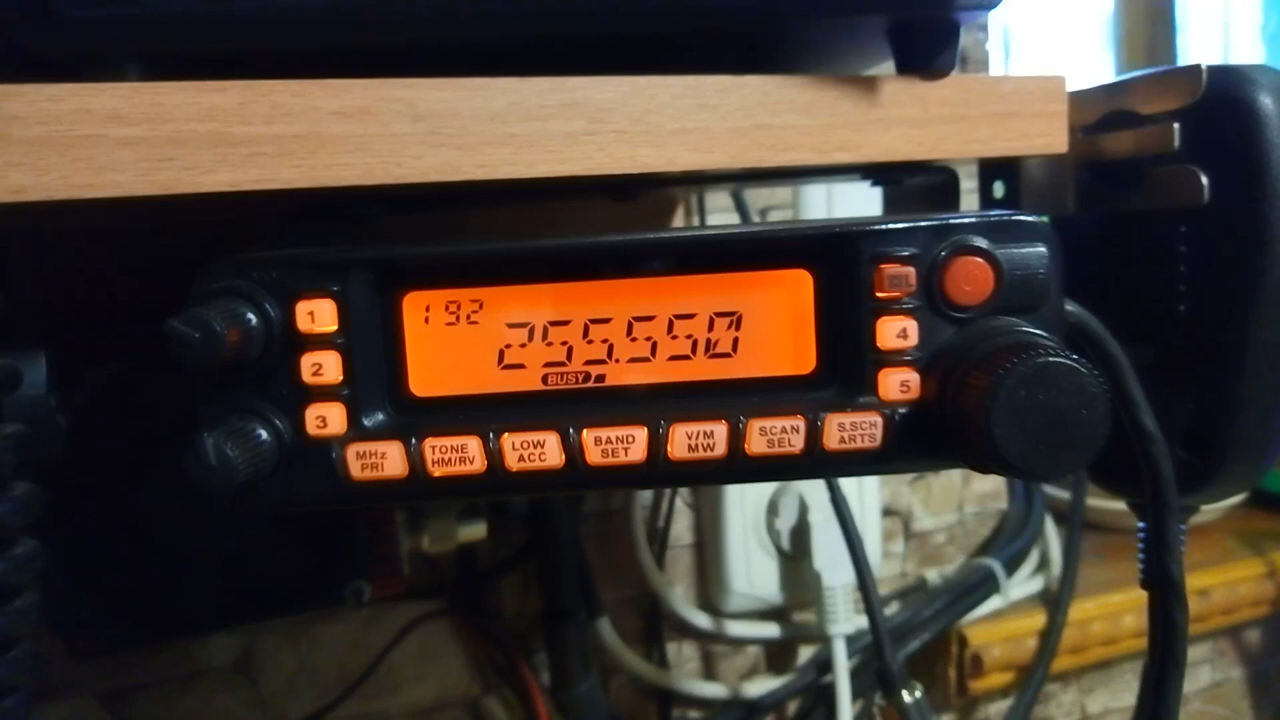 192
255.550
BUSY
1
2
3
4
5
MHz
PRI
TONE
HM/RV
LOW
ACC
BAND
SET
V/M
MW
SCAN
SEL
S.SCH
ARTS